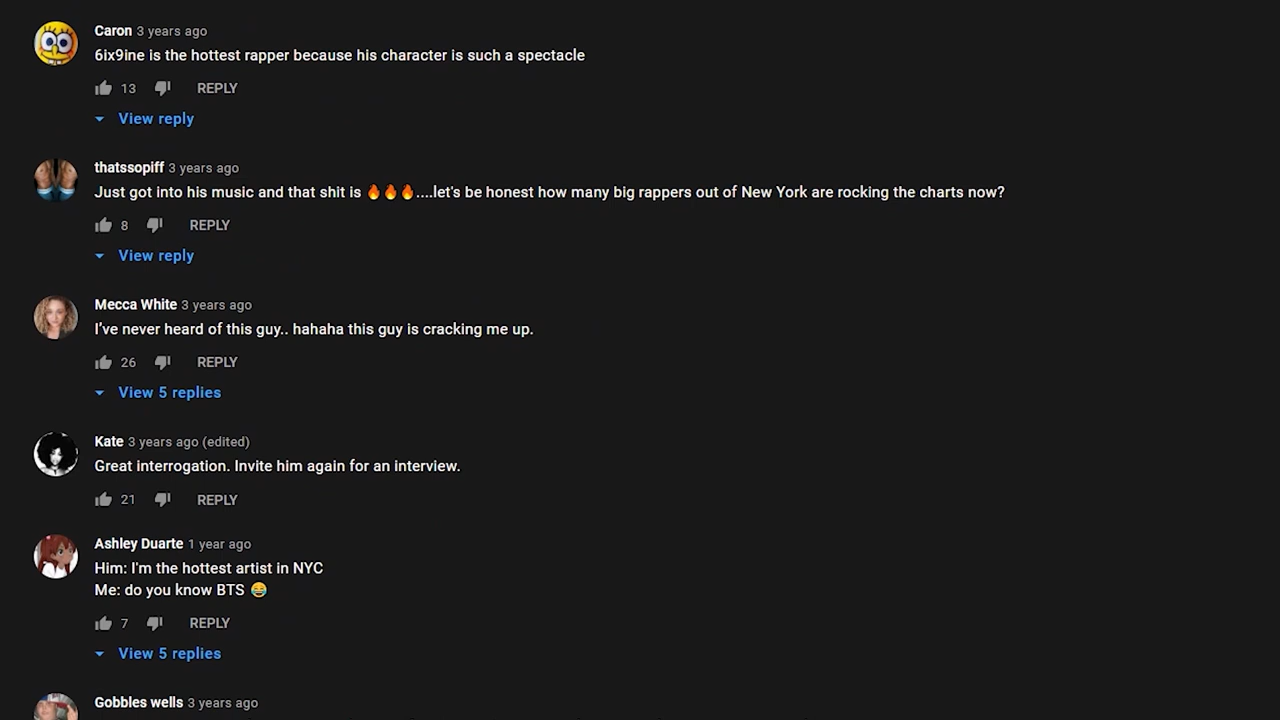 Caron 3 years ago
6ix9ine is the hottest rapper because his character is such a spectacle
13 REPLY
View reply
thatssopiff 3 years ago
Just got into his music and that shit is 🔥🔥🔥....let's be honest how many big rappers out of New York are rocking the charts now?
8 REPLY
View reply
Mecca White 3 years ago
I've never heard of this guy.. hahaha this guy is cracking me up.
26 REPLY
View 5 replies
Kate 3 years ago (edited)
Great interrogation. Invite him again for an interview.
21 REPLY
Ashley Duarte 1 year ago
Him: I'm the hottest artist in NYC
Me: do you know BTS 😂
7 REPLY
View 5 replies
Gobbles wells 3 years ago